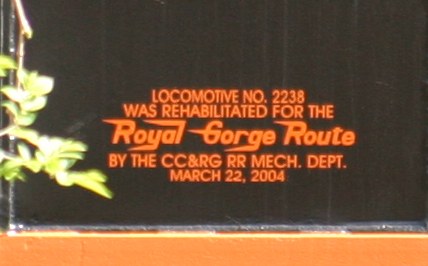 LOCOMOTIVE NO. 2238
WAS REHABILITATED FOR THE
Royal Gorge Route
BY THE CC&RG RR MECH. DEPT.
MARCH 22, 2004